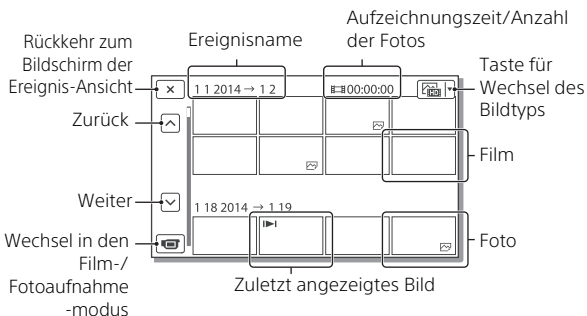 Aufzeichnungszeit/Anzahl
der Fotos
Ereignisname
Rückkehr zum
Bildschirm der
Ereignis-Ansicht
Taste für
Wechsel des
Bildtyps
1 1 2014 → 1 2
00:00:00
HD
Zurück
Film
Weiter
1 18 2014 → 1 19
Wechsel in den
Film-/
Fotoaufnahme
-modus
Foto
Zuletzt angezeigtes Bild